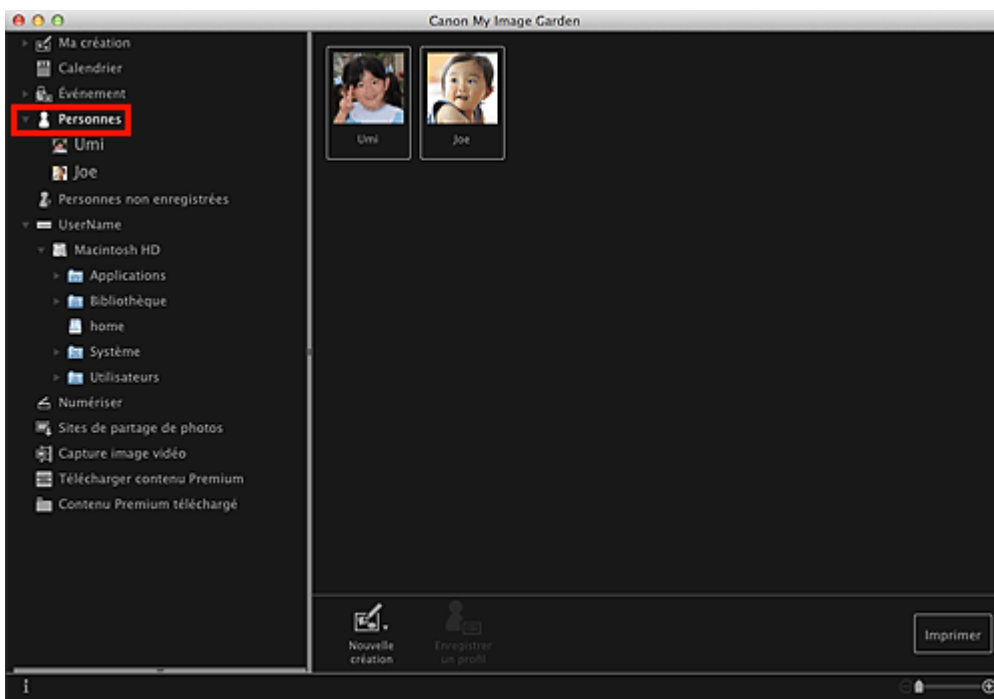 Canon My Image Garden
Ma création
Calendrier
Événement
Personnes
Umi
Joe
Personnes non enregistrées
UserName
Macintosh HD
Applications
Bibliothèque
home
Système
Utilisateurs
Numériser
Sites de partage de photos
Capture image vidéo
Télécharger contenu Premium
Contenu Premium téléchargé
Umi
Joe
Nouvelle
création
Enregistrer
un profil
Imprimer